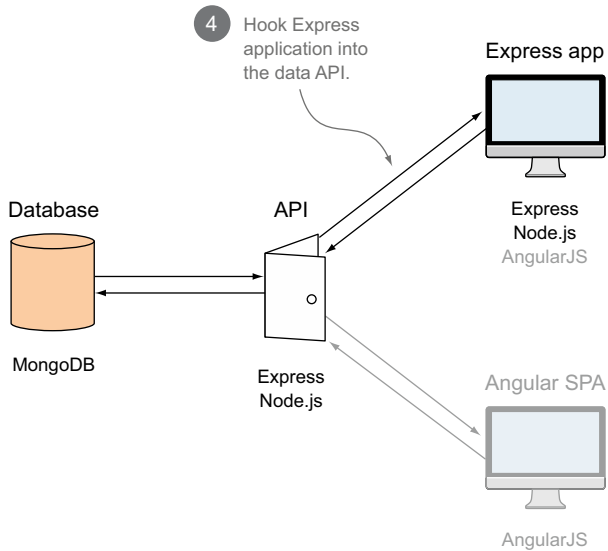 4
Hook Express
application into
the data API.
Express app
Express
Node.js
AngularJS
Database
MongoDB
API
Express
Node.js
Angular SPA
AngularJS